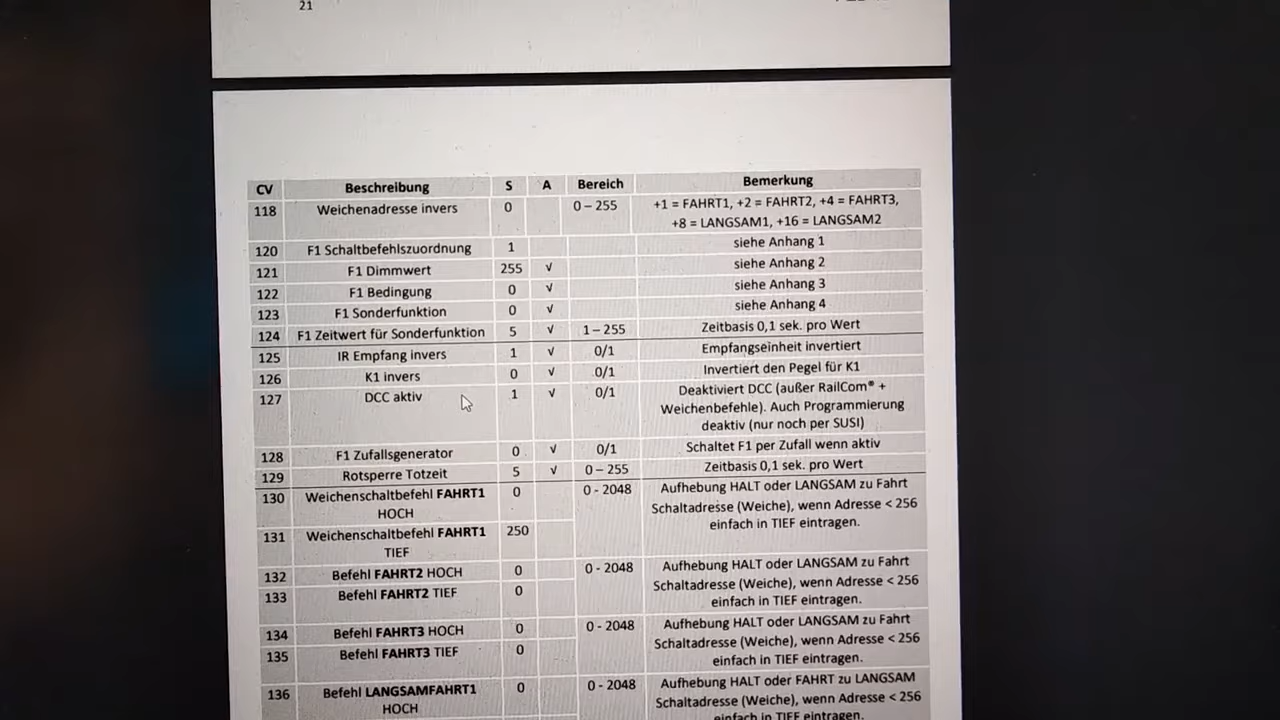 21
CV Beschreibung S A Bereich Bemerkung
118 Weichenadresse invers 0 0 – 255 +1 = FAHRT1, +2 = FAHRT2, +4 = FAHRT3,
+8 = LANGSAM1, +16 = LANGSAM2
120 F1 Schaltbefehlszuordnung 1 siehe Anhang 1
121 F1 Dimmwert 255 √ siehe Anhang 2
122 F1 Bedingung 0 √ siehe Anhang 3
123 F1 Sonderfunktion 0 √ siehe Anhang 4
124 F1 Zeitwert für Sonderfunktion 5 √ 1 – 255 Zeitbasis 0,1 sek. pro Wert
125 IR Empfang invers 1 √ 0/1 Empfangseinheit invertiert
126 K1 invers 0 √ 0/1 Invertiert den Pegel für K1
127 DCC aktiv 1 √ 0/1 Deaktiviert DCC (außer RailCom® +
Weichenbefehle). Auch Programmierung
deaktiv (nur noch per SUSI)
128 F1 Zufallsgenerator 0 √ 0/1 Schaltet F1 per Zufall wenn aktiv
129 Rotsperre Totzeit 5 √ 0 – 255 Zeitbasis 0,1 sek. pro Wert
130 Weichenschaltbefehl FAHRT1 0 0 - 2048 Aufhebung HALT oder LANGSAM zu Fahrt
HOCH Schaltadresse (Weiche), wenn Adresse < 256
131 Weichenschaltbefehl FAHRT1 250 einfach in TIEF eintragen.
TIEF
132 Befehl FAHRT2 HOCH 0 0 - 2048 Aufhebung HALT oder LANGSAM zu Fahrt
133 Befehl FAHRT2 TIEF 0 Schaltadresse (Weiche), wenn Adresse < 256
einfach in TIEF eintragen.
134 Befehl FAHRT3 HOCH 0 0 - 2048 Aufhebung HALT oder LANGSAM zu Fahrt
135 Befehl FAHRT3 TIEF 0 Schaltadresse (Weiche), wenn Adresse < 256
einfach in TIEF eintragen.
136 Befehl LANGSAMFAHRT1 0 0 - 2048 Aufhebung HALT oder FAHRT zu LANGSAM
HOCH Schaltadresse (Weiche), wenn Adresse < 256
einfach in TIEF eintragen.